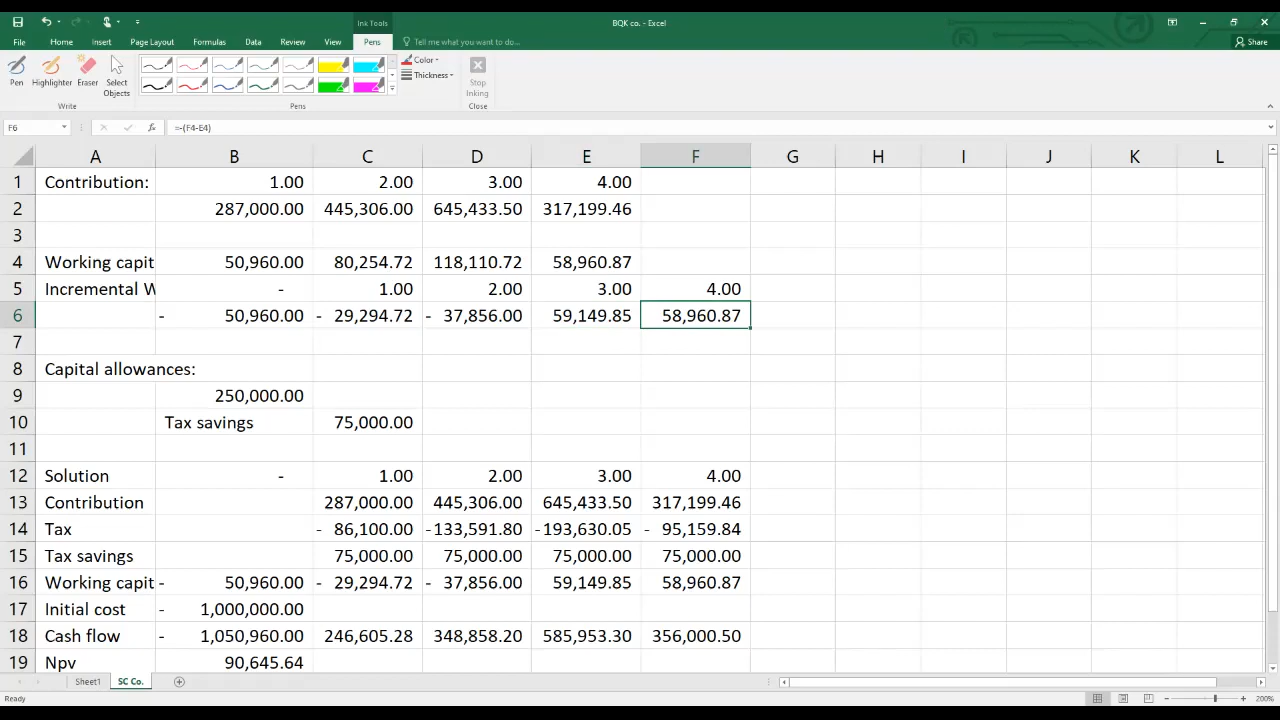 Ink Tools
BQK co. - Excel
File Home Insert Page Layout Formulas Data Review View Pens Tell me what you want to do... Share
Pen Highlighter Eraser Select Objects Color Thickness Stop Inking
Write Pens Close
F6 fx =-(F4-E4)
A B C D E F G H I J K L
1 Contribution: 1.00 2.00 3.00 4.00
2 287,000.00 445,306.00 645,433.50 317,199.46
3
4 Working capit 50,960.00 80,254.72 118,110.72 58,960.87
5 Incremental W - 1.00 2.00 3.00 4.00
6 - 50,960.00 - 29,294.72 - 37,856.00 59,149.85 58,960.87
7
8 Capital allowances:
9 250,000.00
10 Tax savings 75,000.00
11
12 Solution - 1.00 2.00 3.00 4.00
13 Contribution 287,000.00 445,306.00 645,433.50 317,199.46
14 Tax - 86,100.00 -133,591.80 -193,630.05 - 95,159.84
15 Tax savings 75,000.00 75,000.00 75,000.00 75,000.00
16 Working capit - 50,960.00 - 29,294.72 - 37,856.00 59,149.85 58,960.87
17 Initial cost - 1,000,000.00
18 Cash flow - 1,050,960.00 246,605.28 348,858.20 585,953.30 356,000.50
19 Npv 90,645.64
Sheet1 SC Co.
Ready 200%